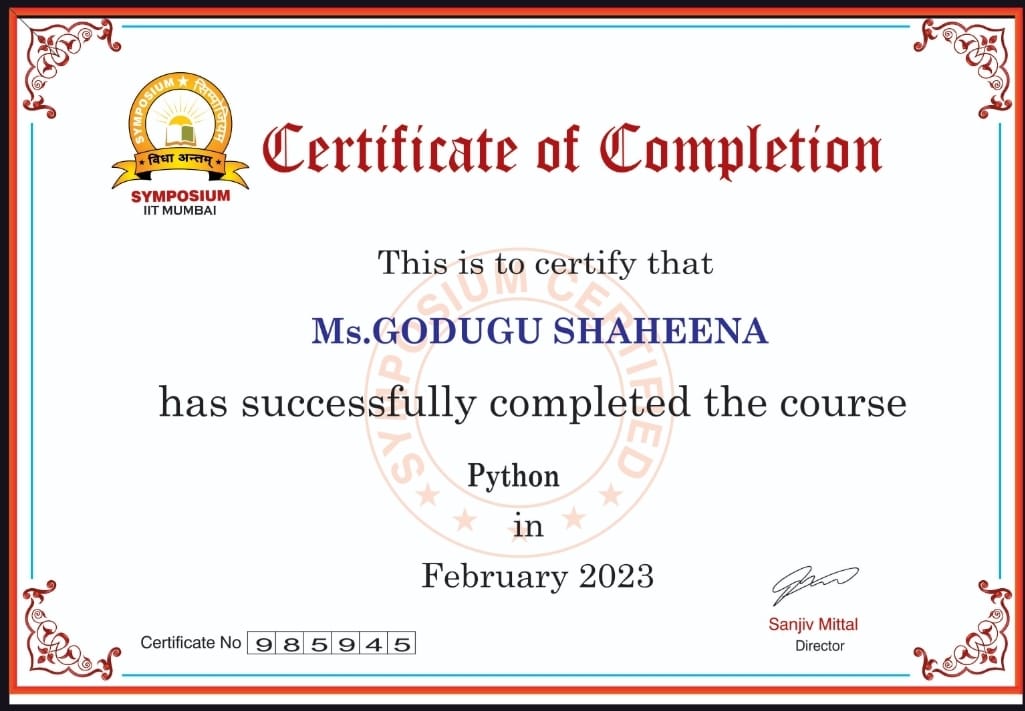 SYMPOSIUM ★ सिम्पोजियम
★ विधा अन्तम् ★
SYMPOSIUM
IIT MUMBAI
Certificate of Completion
This is to certify that
Ms.GODUGU SHAHEENA
has successfully completed the course
Python
in
February 2023
SYMPOSIUM CERTIFIED
Sanjiv Mittal
Director
Certificate No 985945